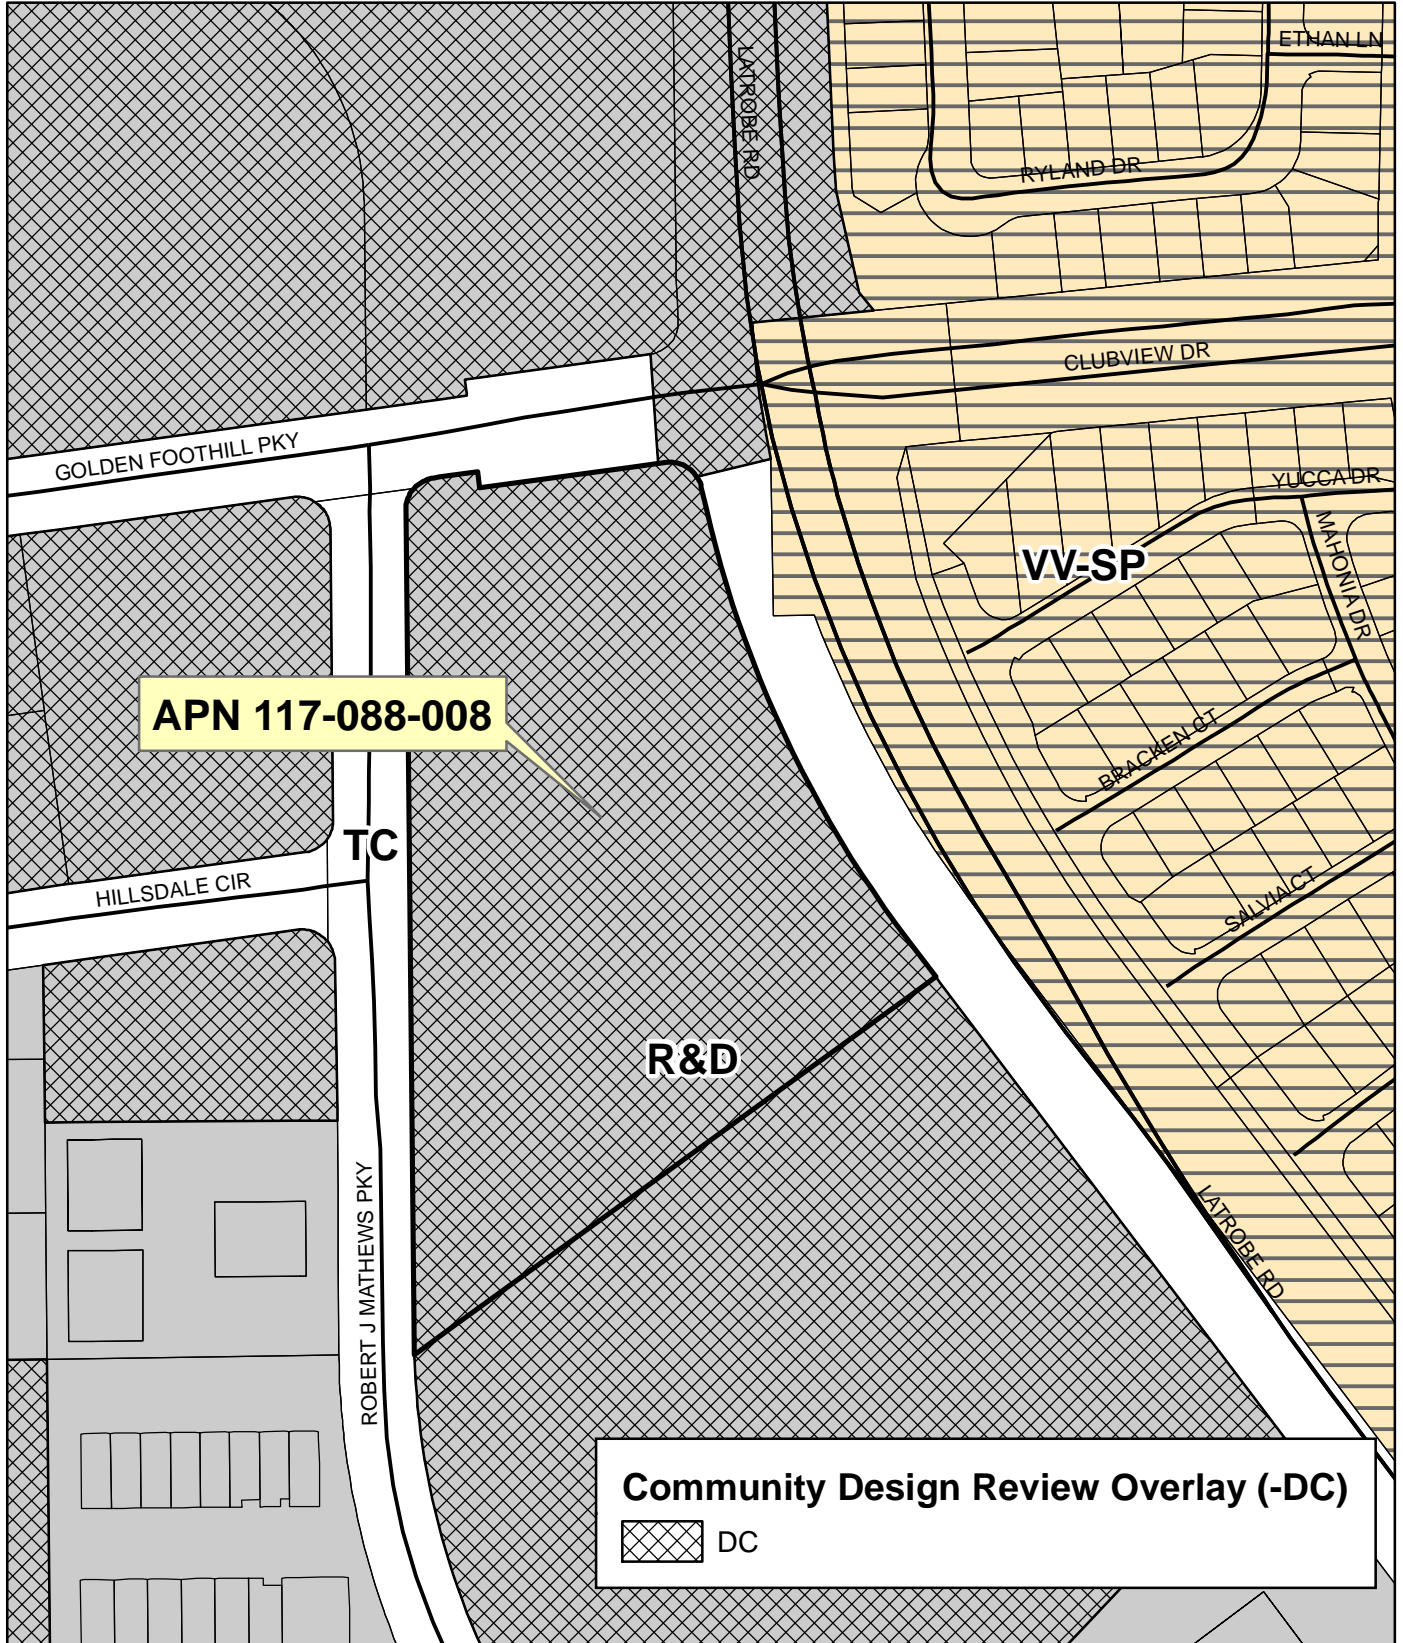 ETHAN LN
LATROBE RD
RYLAND DR
CLUBVIEW DR
GOLDEN FOOTHILL PKY
YUCCA DR
VV-SP
MAHONIA DR
APN 117-088-008
BRACKEN CT
TC
HILLSDALE CIR
SALVIA CT
R&D
ROBERT J MATHEWS PKY
LATROBE RD
Community Design Review Overlay (-DC)
DC